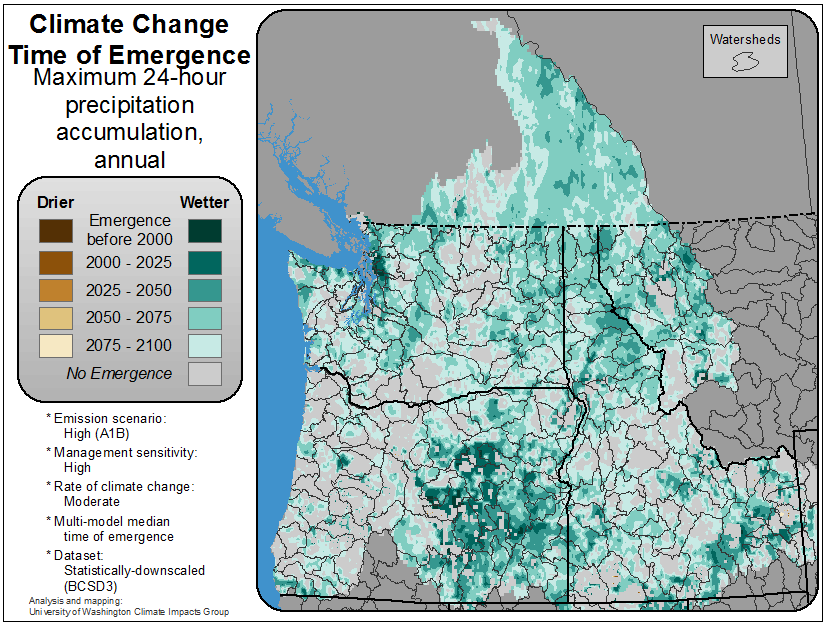 Climate Change
Time of Emergence
Maximum 24-hour
precipitation
accumulation,
annual
Drier
Wetter
Emergence
before 2000
2000 - 2025
2025 - 2050
2050 - 2075
2075 - 2100
No Emergence
* Emission scenario:
High (A1B)
* Management sensitivity:
High
* Rate of climate change:
Moderate
* Multi-model median
time of emergence
* Dataset:
Statistically-downscaled
(BCSD3)
Analysis and mapping:
University of Washington Climate Impacts Group
Watersheds